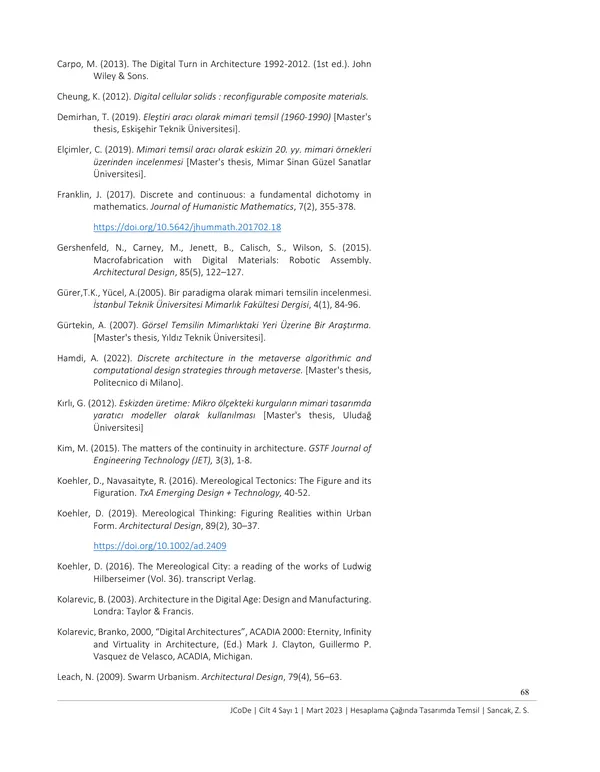 Carpo, M. (2013). The Digital Turn in Architecture 1992-2012. (1st ed.). John
Wiley & Sons.
Cheung, K. (2012). Digital cellular solids : reconfigurable composite materials.
Demirhan, T. (2019). Eleştiri aracı olarak mimari temsil (1960-1990) [Master's
thesis, Eskişehir Teknik Üniversitesi].
Elçimler, C. (2019). Mimari temsil aracı olarak eskizin 20. yy. mimari örnekleri
üzerinden incelenmesi [Master's thesis, Mimar Sinan Güzel Sanatlar
Üniversitesi].
Franklin, J. (2017). Discrete and continuous: a fundamental dichotomy in
mathematics. Journal of Humanistic Mathematics, 7(2), 355-378.
https://doi.org/10.5642/jhummath.201702.18
Gershenfeld, N., Carney, M., Jenett, B., Calisch, S., Wilson, S. (2015).
Macrofabrication with Digital Materials: Robotic Assembly.
Architectural Design, 85(5), 122–127.
Gürer,T.K., Yücel, A.(2005). Bir paradigma olarak mimari temsilin incelenmesi.
İstanbul Teknik Üniversitesi Mimarlık Fakültesi Dergisi, 4(1), 84-96.
Gürtekin, A. (2007). Görsel Temsilin Mimarlıktaki Yeri Üzerine Bir Araştırma.
[Master's thesis, Yıldız Teknik Üniversitesi].
Hamdi, A. (2022). Discrete architecture in the metaverse algorithmic and
computational design strategies through metaverse. [Master's thesis,
Politecnico di Milano].
Kırlı, G. (2012). Eskizden üretime: Mikro ölçekteki kurguların mimari tasarımda
yaratıcı modeller olarak kullanılması [Master's thesis, Uludağ
Üniversitesi]
Kim, M. (2015). The matters of the continuity in architecture. GSTF Journal of
Engineering Technology (JET), 3(3), 1-8.
Koehler, D., Navasaityte, R. (2016). Mereological Tectonics: The Figure and its
Figuration. TxA Emerging Design + Technology, 40-52.
Koehler, D. (2019). Mereological Thinking: Figuring Realities within Urban
Form. Architectural Design, 89(2), 30–37.
https://doi.org/10.1002/ad.2409
Koehler, D. (2016). The Mereological City: a reading of the works of Ludwig
Hilberseimer (Vol. 36). transcript Verlag.
Kolarevic, B. (2003). Architecture in the Digital Age: Design and Manufacturing.
Londra: Taylor & Francis.
Kolarevic, Branko, 2000, "Digital Architectures", ACADIA 2000: Eternity, Infinity
and Virtuality in Architecture, (Ed.) Mark J. Clayton, Guillermo P.
Vasquez de Velasco, ACADIA, Michigan.
Leach, N. (2009). Swarm Urbanism. Architectural Design, 79(4), 56–63.
68
JCoDe | Cilt 4 Sayı 1 | Mart 2023 | Hesaplama Çağında Tasarımda Temsil | Sancak, Z. S.